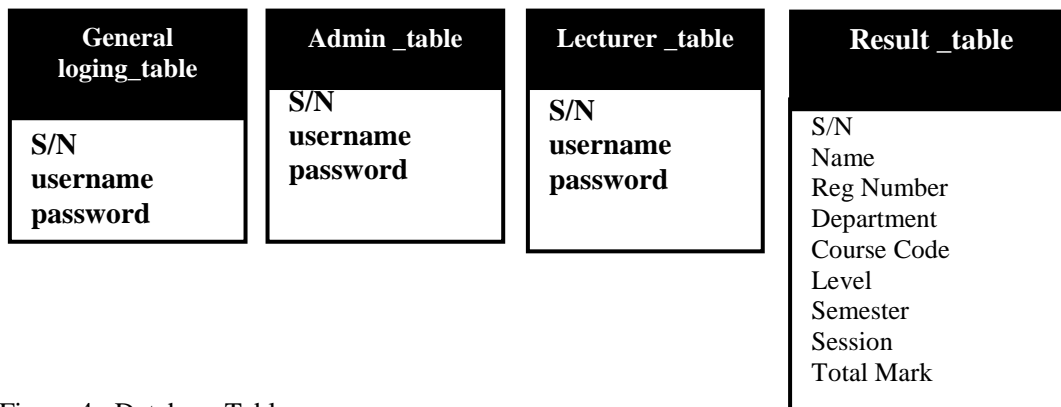 General
loging_table
S/N
username
password
Admin _table
S/N
username
password
Lecturer _table
S/N
username
password
Result _table
S/N
Name
Reg Number
Department
Course Code
Level
Semester
Session
Total Mark